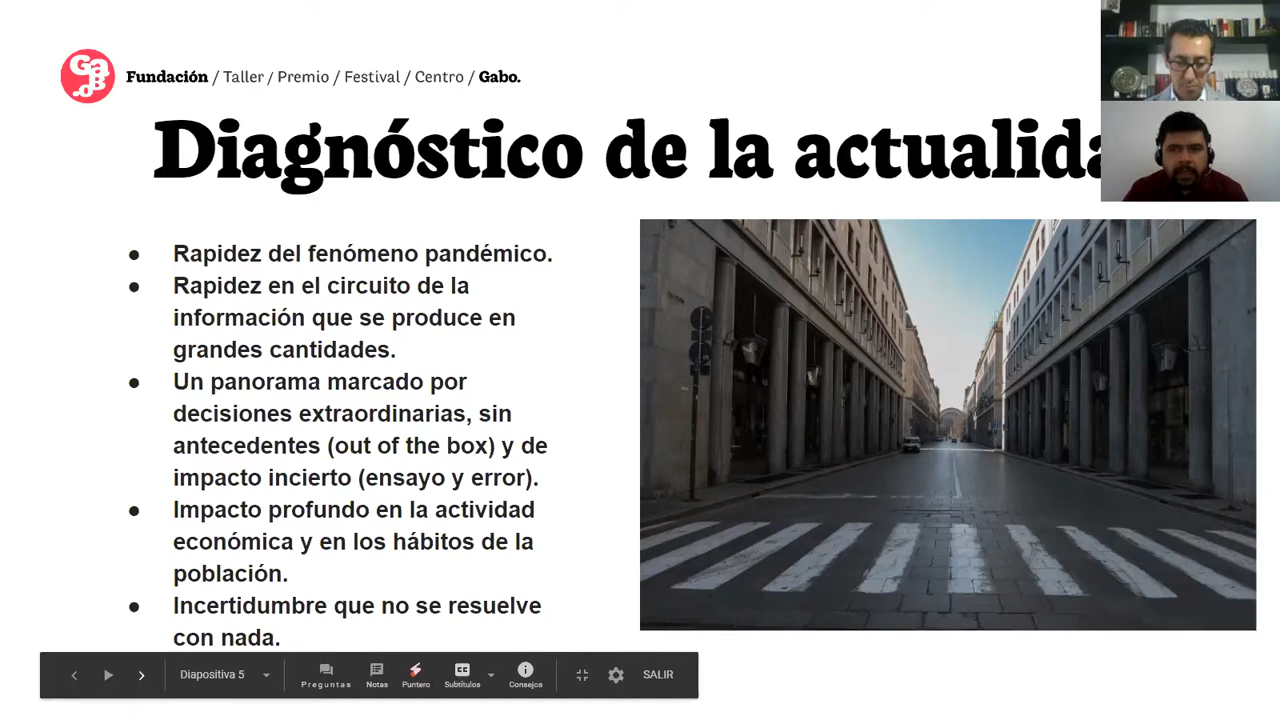 Gabo.
Fundación / Taller / Premio / Festival / Centro / Gabo.
Diagnóstico de la actualida
● Rapidez del fenómeno pandémico.
● Rapidez en el circuito de la
información que se produce en
grandes cantidades.
● Un panorama marcado por
decisiones extraordinarias, sin
antecedentes (out of the box) y de
impacto incierto (ensayo y error).
● Impacto profundo en la actividad
económica y en los hábitos de la
población.
● Incertidumbre que no se resuelve
con nada.
Diapositiva 5
Preguntas
Notas
Puntero
CC
Subtítulos
Consejos
SALIR